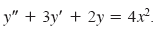 y″ + 3y′ + 2y = 4x².